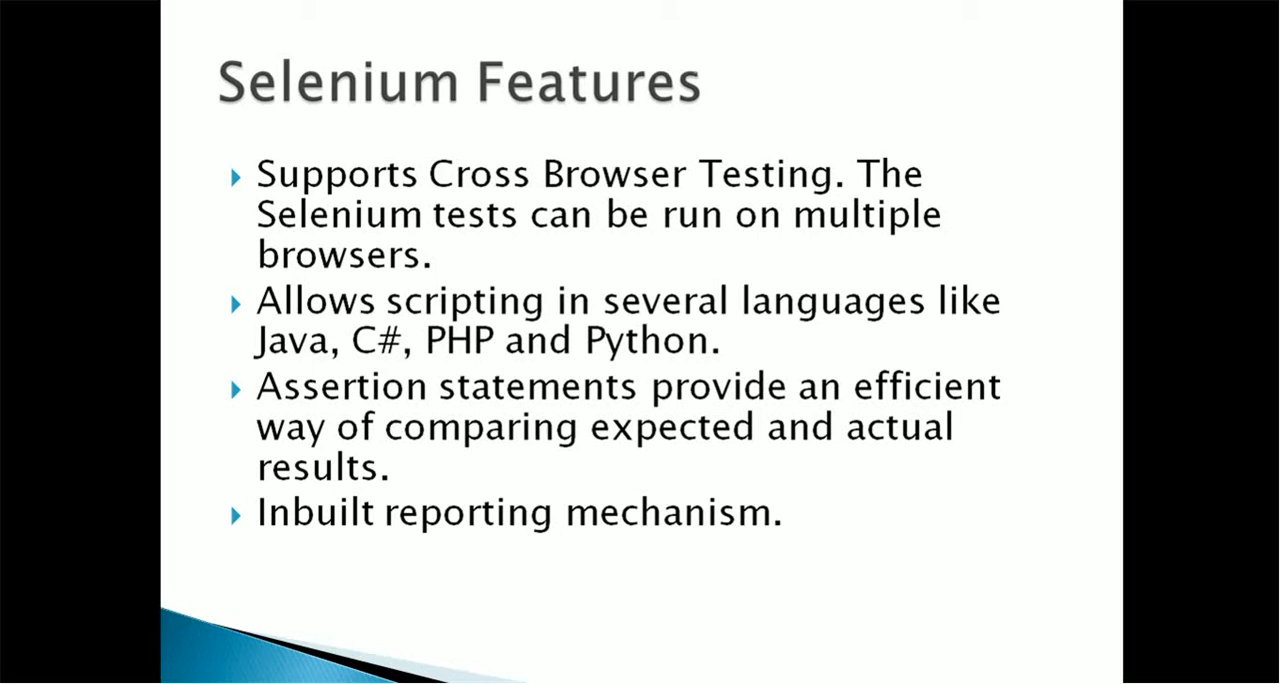 Selenium Features
Supports Cross Browser Testing. The
Selenium tests can be run on multiple
browsers.
Allows scripting in several languages like
Java, C#, PHP and Python.
Assertion statements provide an efficient
way of comparing expected and actual
results.
Inbuilt reporting mechanism.